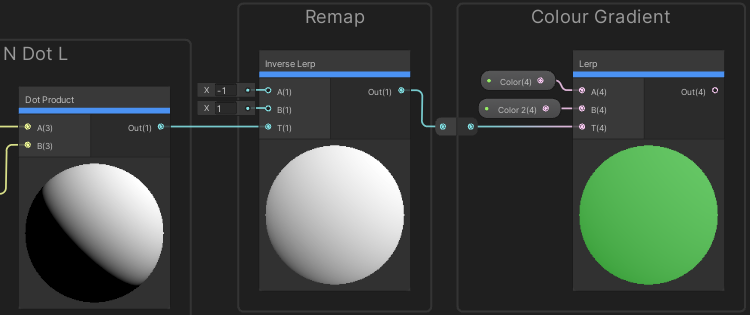 N Dot L
Dot Product
A(3)
Out(1)
B(3)
Remap
Inverse Lerp
X -1
A(1)
Out(1)
X 1
B(1)
T(1)
Colour Gradient
Lerp
Color(4)
A(4)
Out(4)
Color 2(4)
B(4)
T(4)